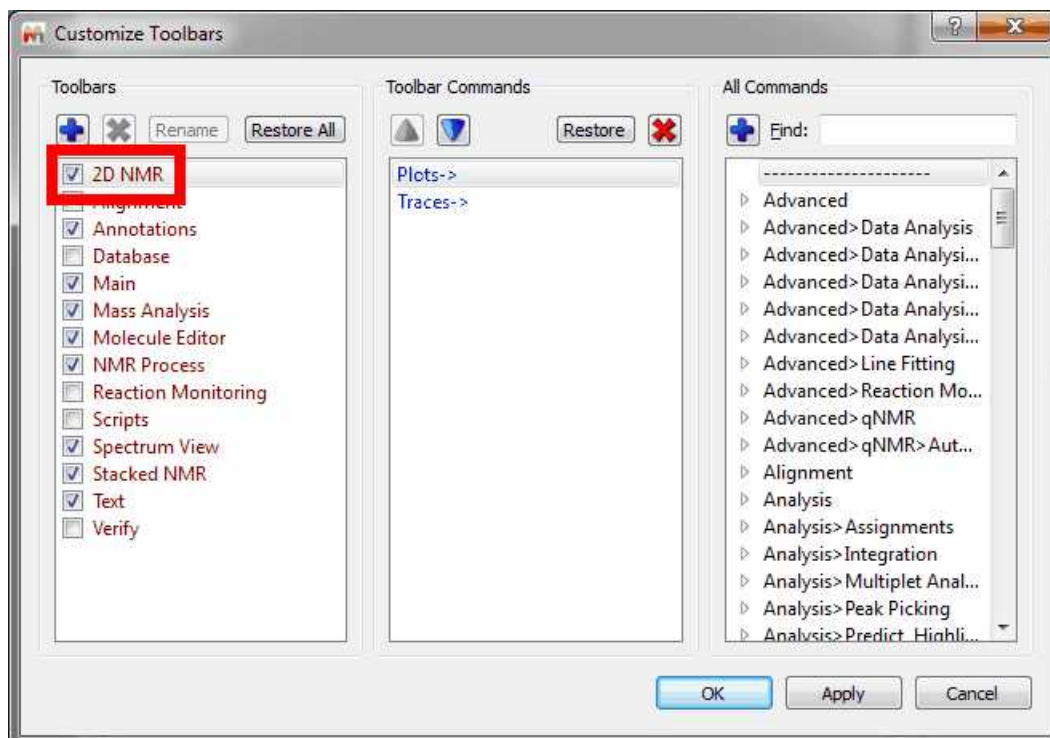 Customize Toolbars
Toolbars
Rename
Restore All
2D NMR
Alignment
Annotations
Database
Main
Mass Analysis
Molecule Editor
NMR Process
Reaction Monitoring
Scripts
Spectrum View
Stacked NMR
Text
Verify
Toolbar Commands
Restore
Plots->
Traces->
All Commands
Find:
---------------------
Advanced
Advanced>Data Analysis
Advanced>Data Analysi...
Advanced>Data Analysi...
Advanced>Data Analysi...
Advanced>Data Analysi...
Advanced>Line Fitting
Advanced>Reaction Mo...
Advanced>qNMR
Advanced>qNMR>Aut...
Alignment
Analysis
Analysis>Assignments
Analysis>Integration
Analysis>Multiplet Anal...
Analysis>Peak Picking
Analysis>Predict Highli...
OK
Apply
Cancel